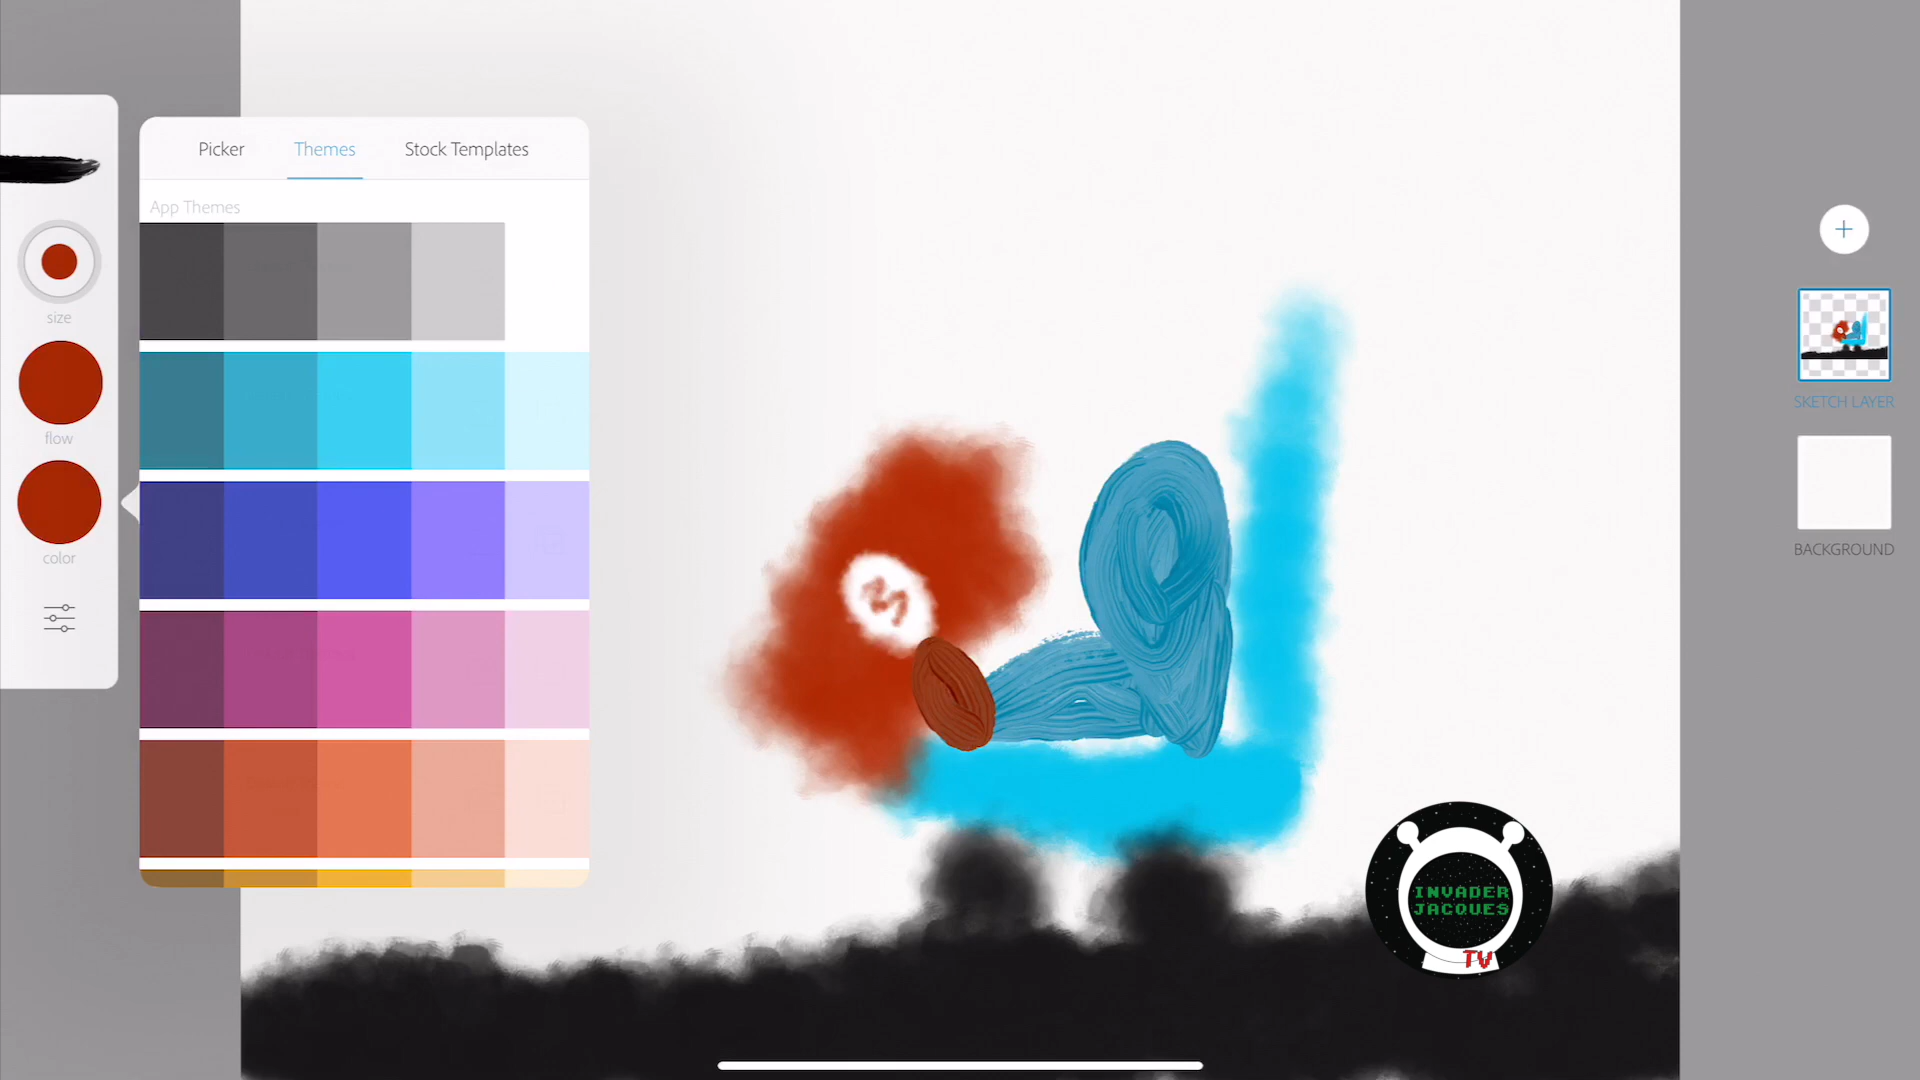 Picker
Themes
Stock Templates
App Themes
size
flow
color
SKETCH LAYER
BACKGROUND
INVADER
JACQUES
TV